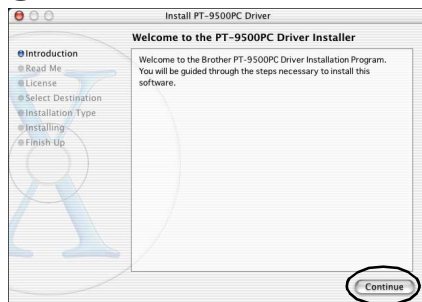 Install PT-9500PC Driver
Welcome to the PT-9500PC Driver Installer
Introduction
Read Me
License
Select Destination
Installation Type
Installing
Finish Up
Welcome to the Brother PT-9500PC Driver Installation Program.
You will be guided through the steps necessary to install this
software.
Continue